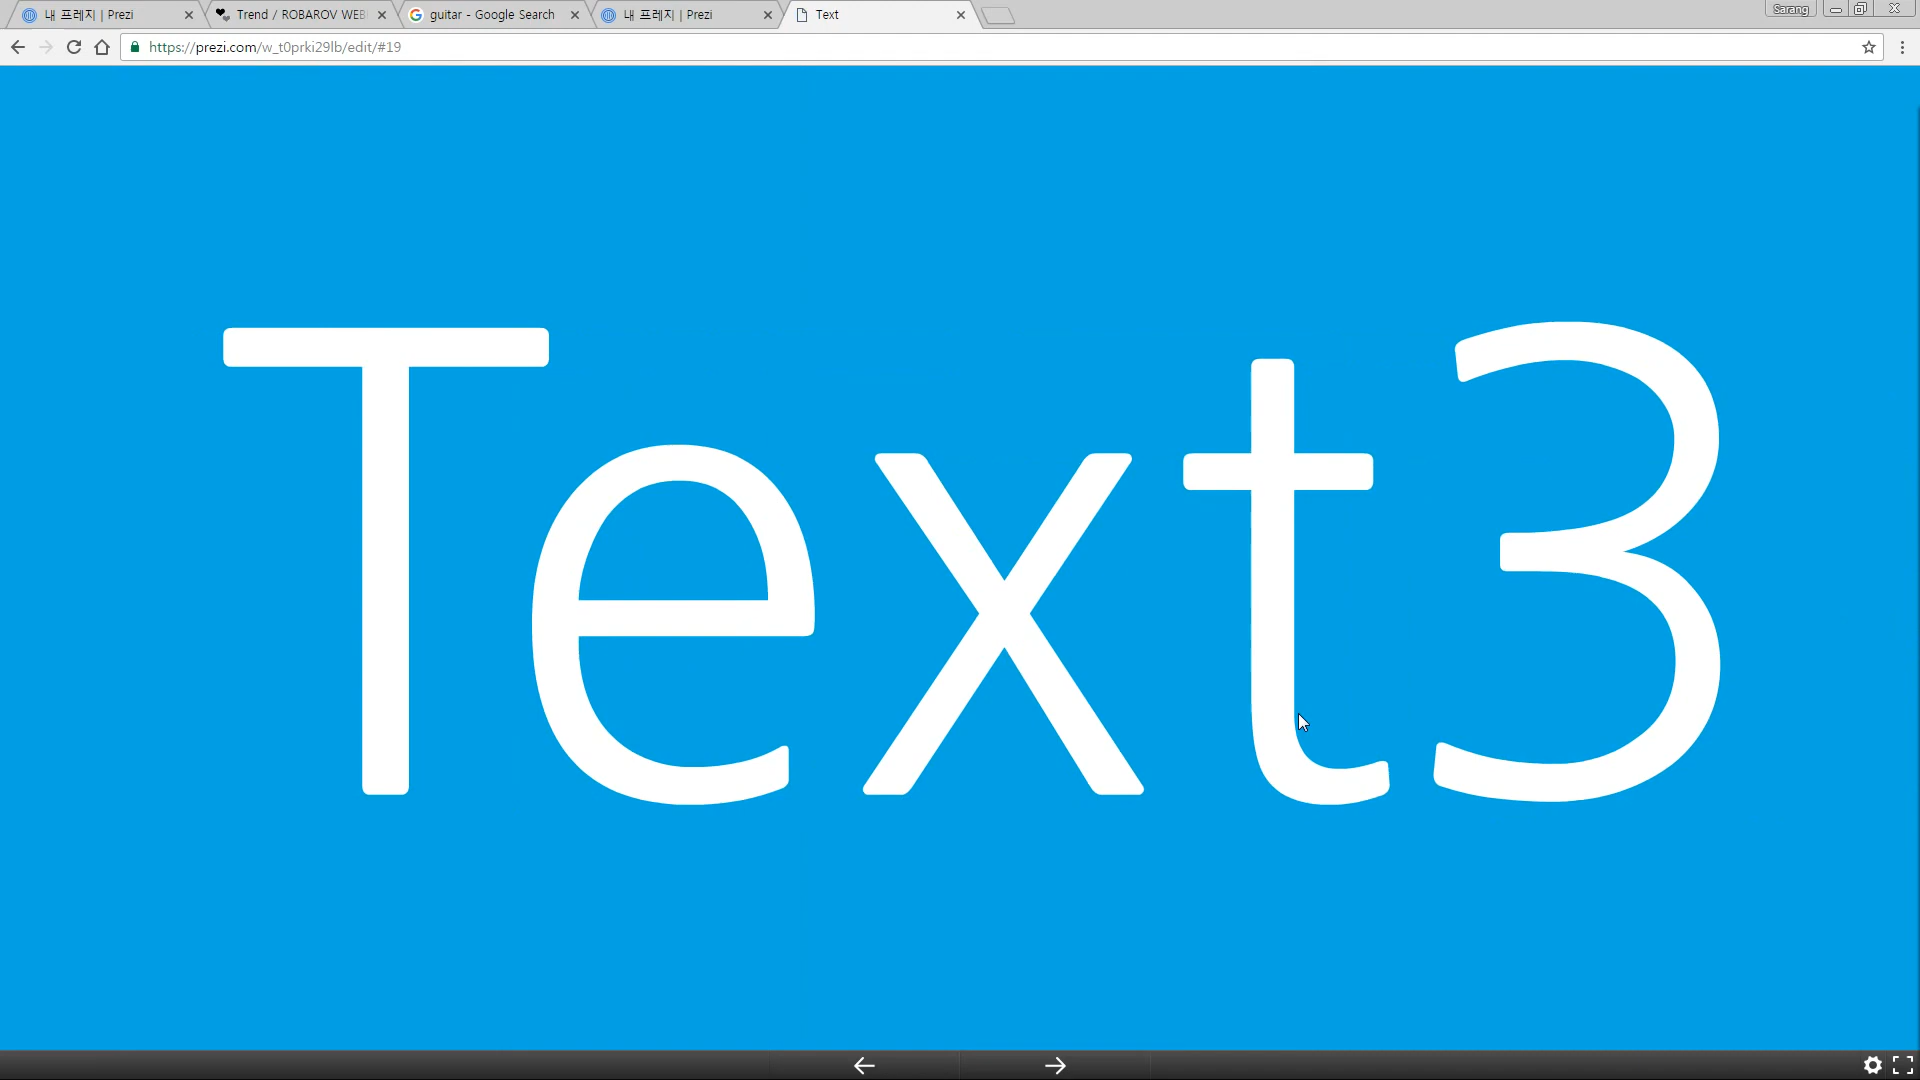 내 프레지 | Prezi
Trend / ROBAROV WEB
guitar - Google Search
내 프레지 | Prezi
Text
Sarang
https://prezi.com/w_t0prki29lb/edit/#19
Text3